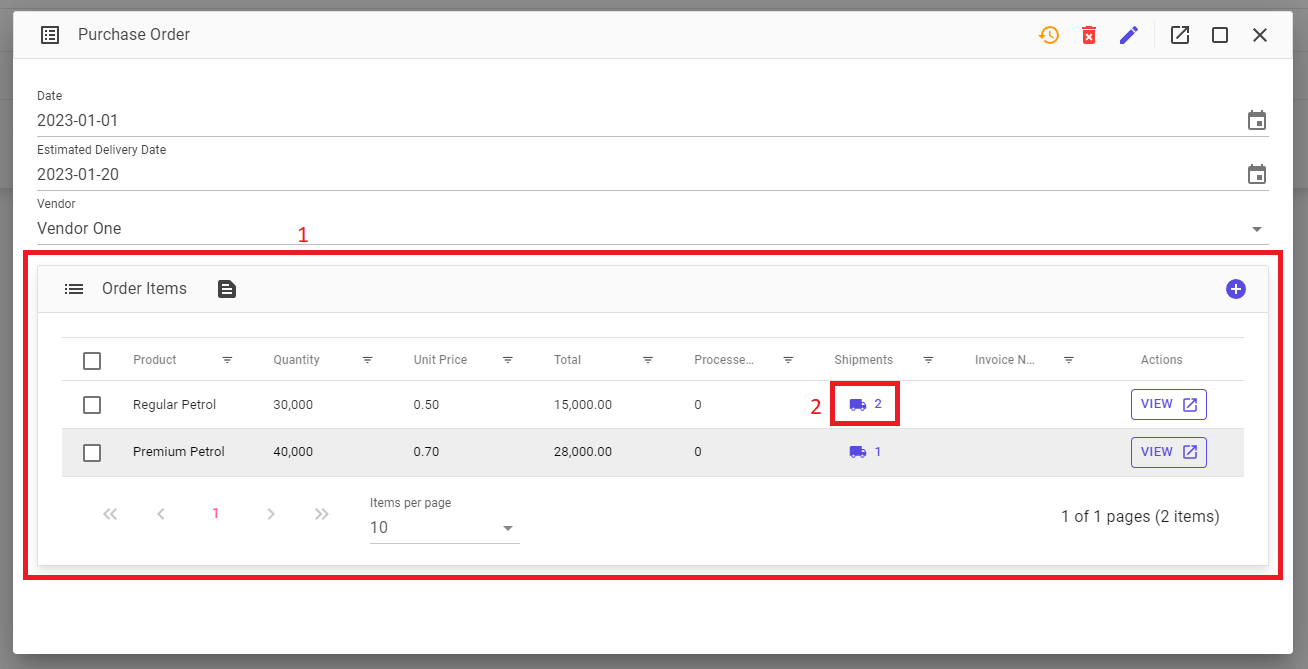 Purchase Order
Date
2023-01-01
Estimated Delivery Date
2023-01-20
Vendor
Vendor One
1
Order Items
Product Quantity Unit Price Total Processe... Shipments Invoice N... Actions
Regular Petrol 30,000 0.50 15,000.00 0 2 2 VIEW
Premium Petrol 40,000 0.70 28,000.00 0 1 VIEW
Items per page
1 10 1 of 1 pages (2 items)